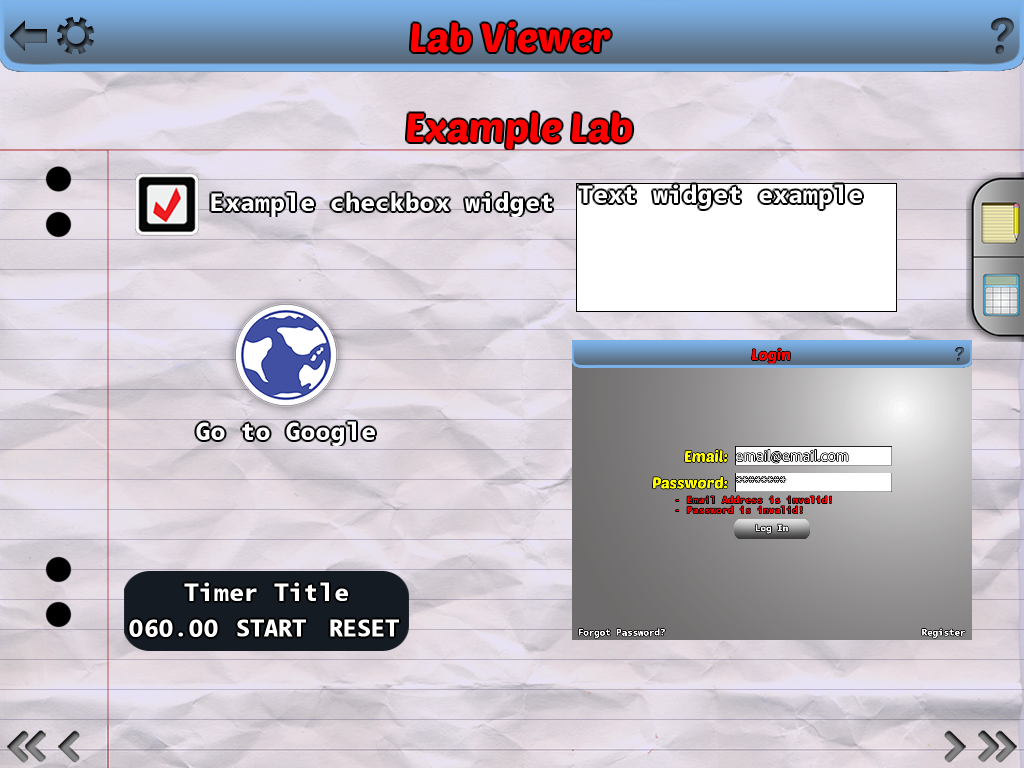 Lab Viewer
?
Example Lab
Example checkbox widget
Text widget example
Go to Google
Login
?
Email: email@email.com
Password: ********
- Email Address is invalid!
- Password is invalid!
Log In
Forgot Password?
Register
Timer Title
060.00 START RESET